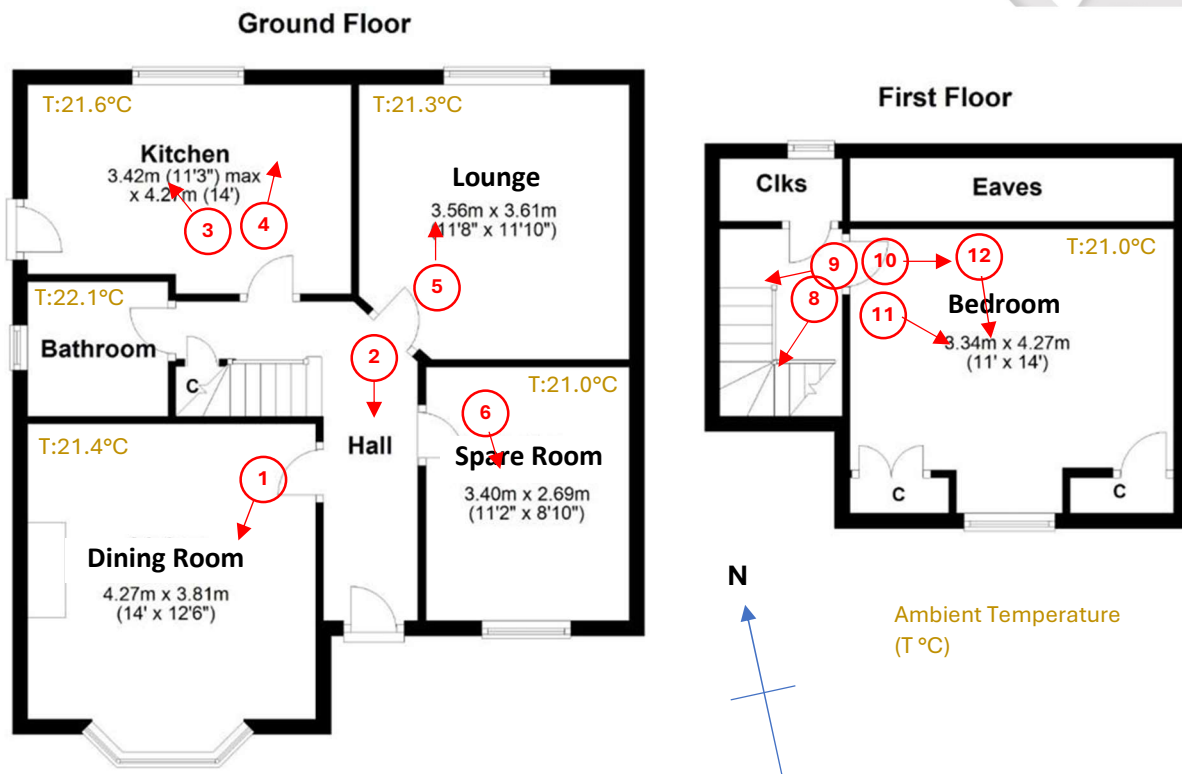 Ground Floor
T:21.6°C
Kitchen
3.42m (11'3") max
x 4.27m (14')
3
4
T:21.3°C
Lounge
3.56m x 3.61m
(11'8" x 11'10")
5
T:22.1°C
Bathroom
C
2
Hall
T:21.4°C
1
Dining Room
4.27m x 3.81m
(14' x 12'6")
T:21.0°C
6
Spare Room
3.40m x 2.69m
(11'2" x 8'10")
First Floor
Clks
Eaves
T:21.0°C
9
10
12
8
11
Bedroom
3.34m x 4.27m
(11' x 14')
C
C
N
Ambient Temperature
(T °C)